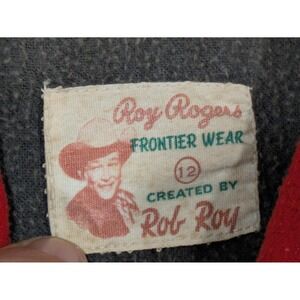 Roy Rogers
FRONTIER WEAR
12
CREATED BY
Rob Roy